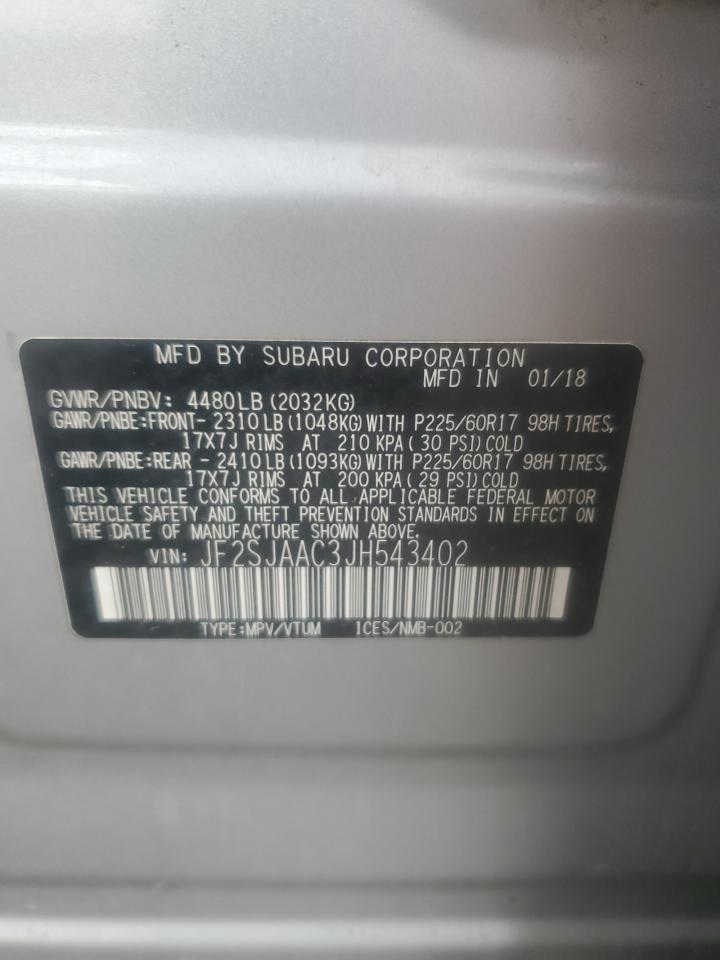 MFD BY SUBARU CORPORATION
MFD IN 01/18
GVWR/PNBV: 4480LB (2032KG)
GAWR/PNBE:FRONT- 2310LB (1048KG) WITH P225/60R17 98H TIRES,
17X7J RIMS AT 210 KPA (30 PSI) COLD
GAWR/PNBE:REAR - 2410LB (1093KG) WITH P225/60R17 98H TIRES,
17X7J RIMS AT 200 KPA (29 PSI) COLD
THIS VEHICLE CONFORMS TO ALL APPLICABLE FEDERAL MOTOR
VEHICLE SAFETY AND THEFT PREVENTION STANDARDS IN EFFECT ON
THE DATE OF MANUFACTURE SHOWN ABOVE.
VIN: JF2SJAAC3JH543402
TYPE:MPV/VTUM ICES/NMB-002